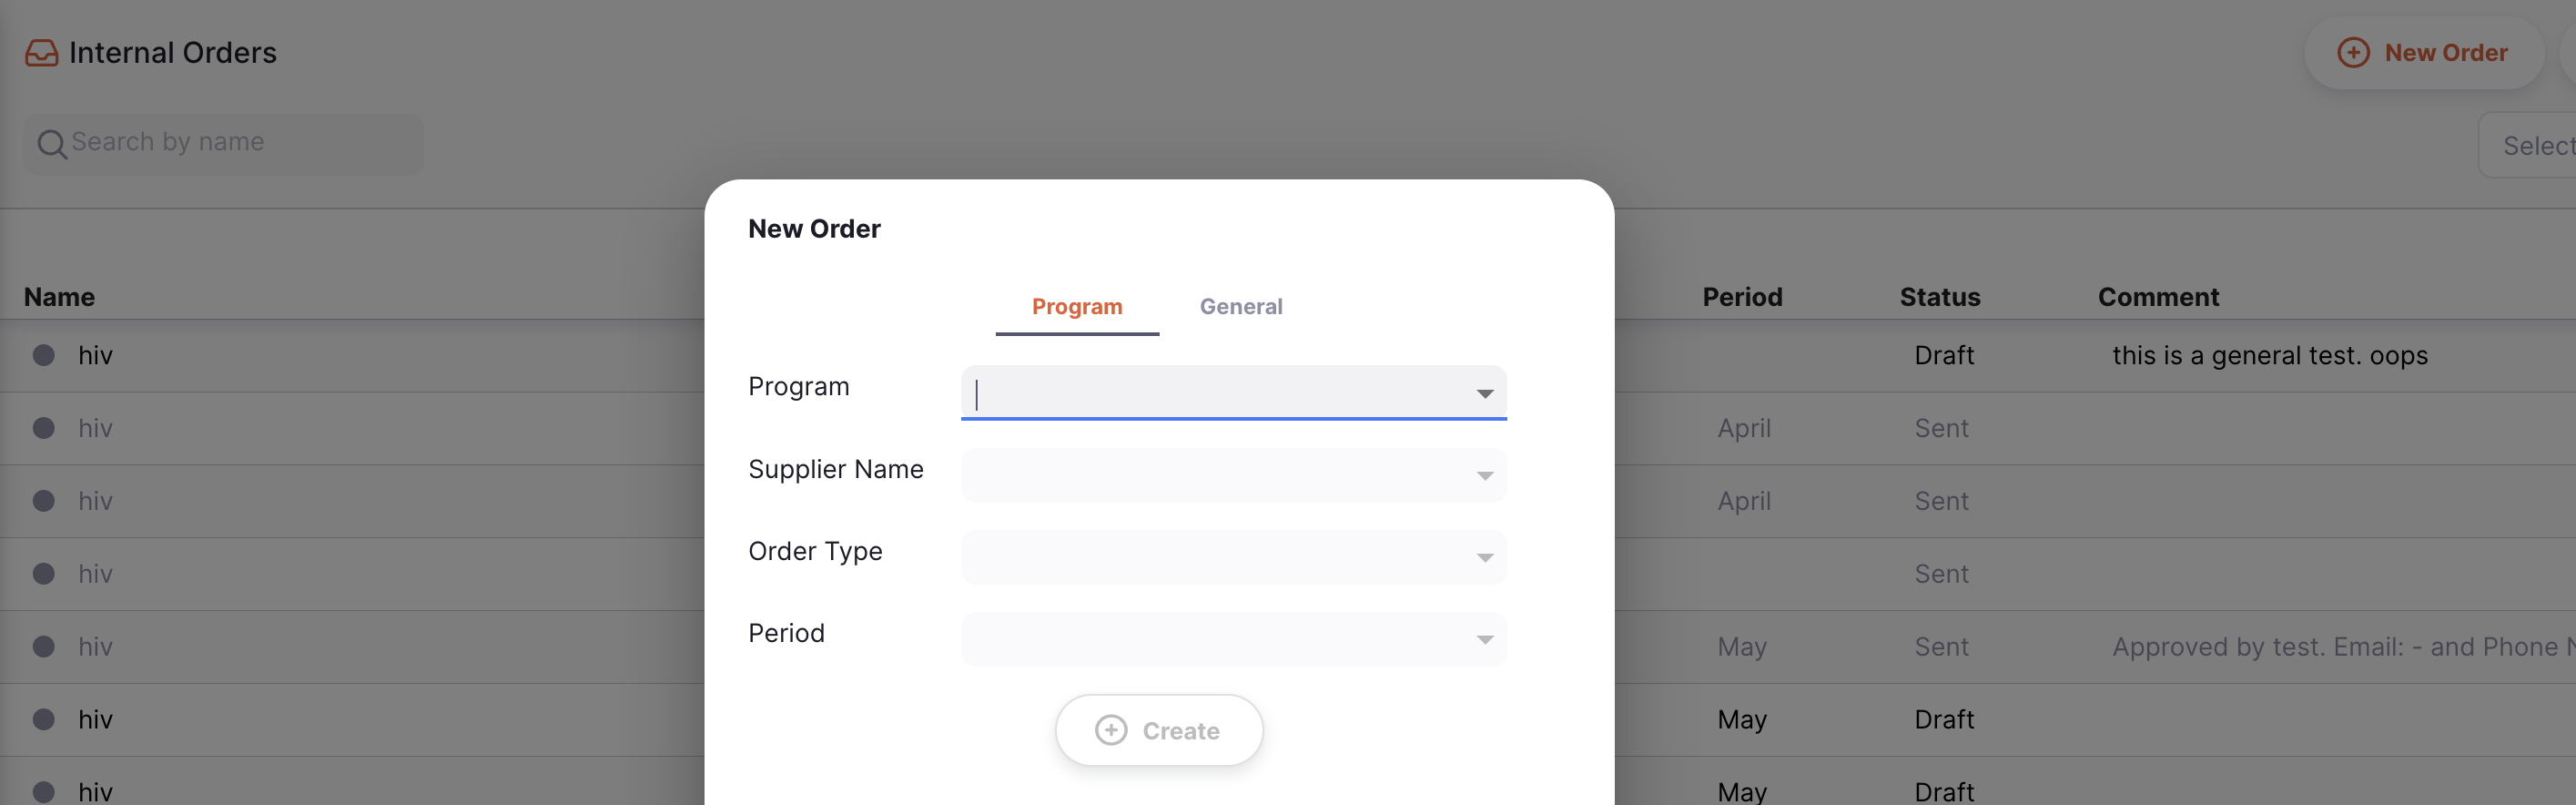 Internal Orders
New Order
Search by name
Select
New Order
Program General
Name Period Status Comment
hiv Draft this is a general test. oops
Program
hiv April Sent
Supplier Name
hiv April Sent
Order Type
hiv Sent
Period
hiv May Sent Approved by test. Email: - and Phone N
hiv May Draft
Create
hiv May Draft